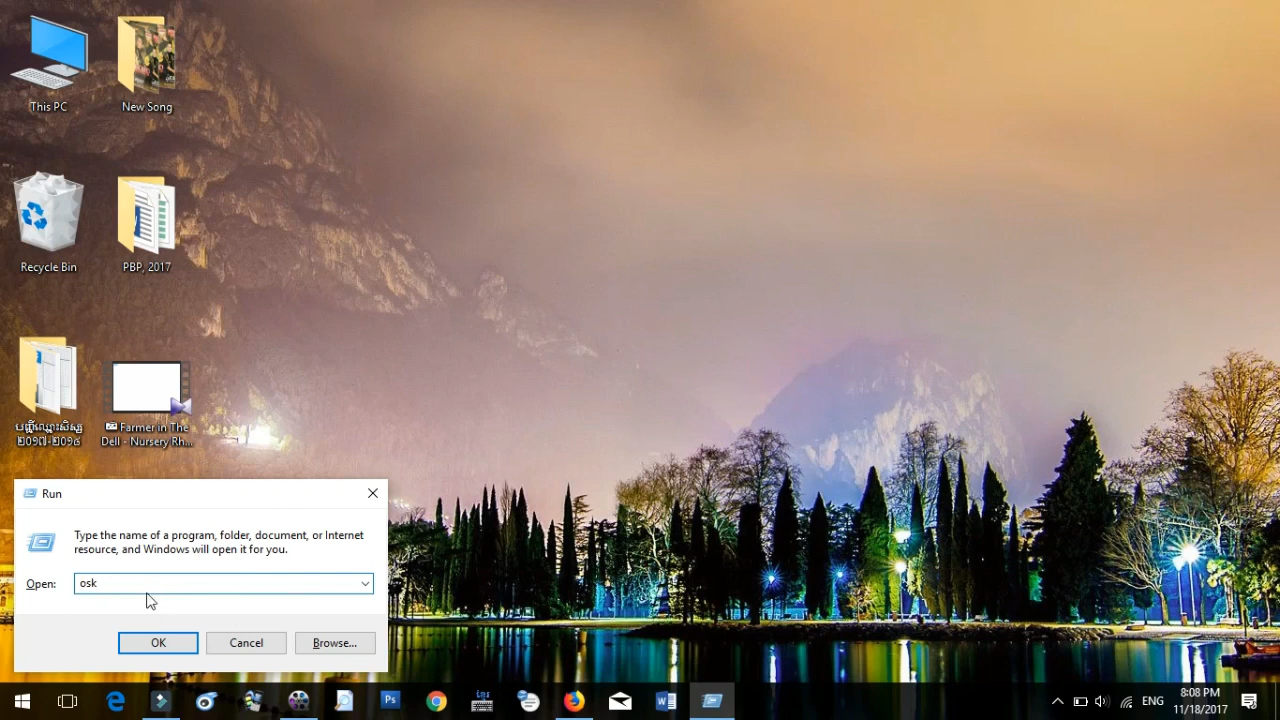 This PC
New Song
Recycle Bin
PBP, 2017
Farmer in The
Dell - Nursery Rh...
Run
Type the name of a program, folder, document, or Internet
resource, and Windows will open it for you.
Open:
osk
OK
Cancel
Browse...
Ps
ENG
8:08 PM
11/18/2017